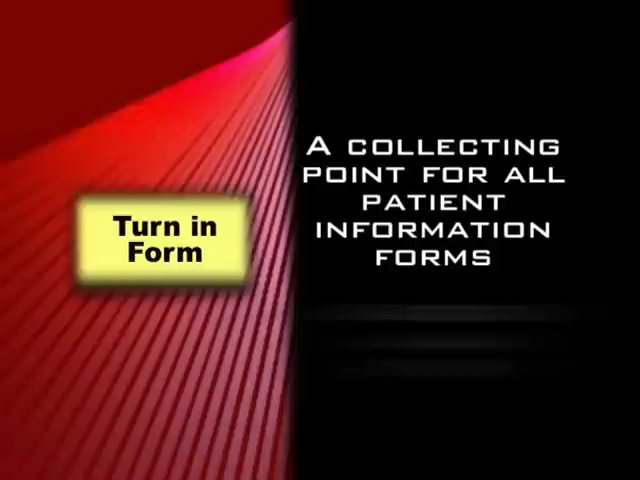 Turn in
Form
A COLLECTING
POINT FOR ALL
PATIENT
INFORMATION
FORMS